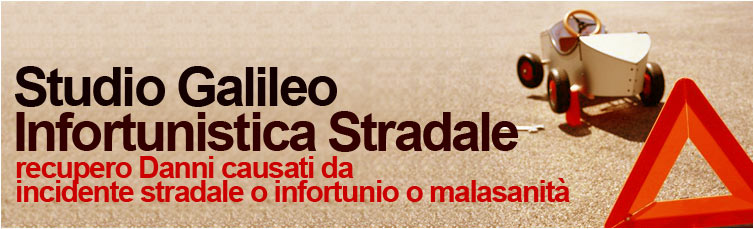 Studio Galileo
Infortunistica Stradale
recupero Danni causati da
incidente stradale o infortunio o malasanità